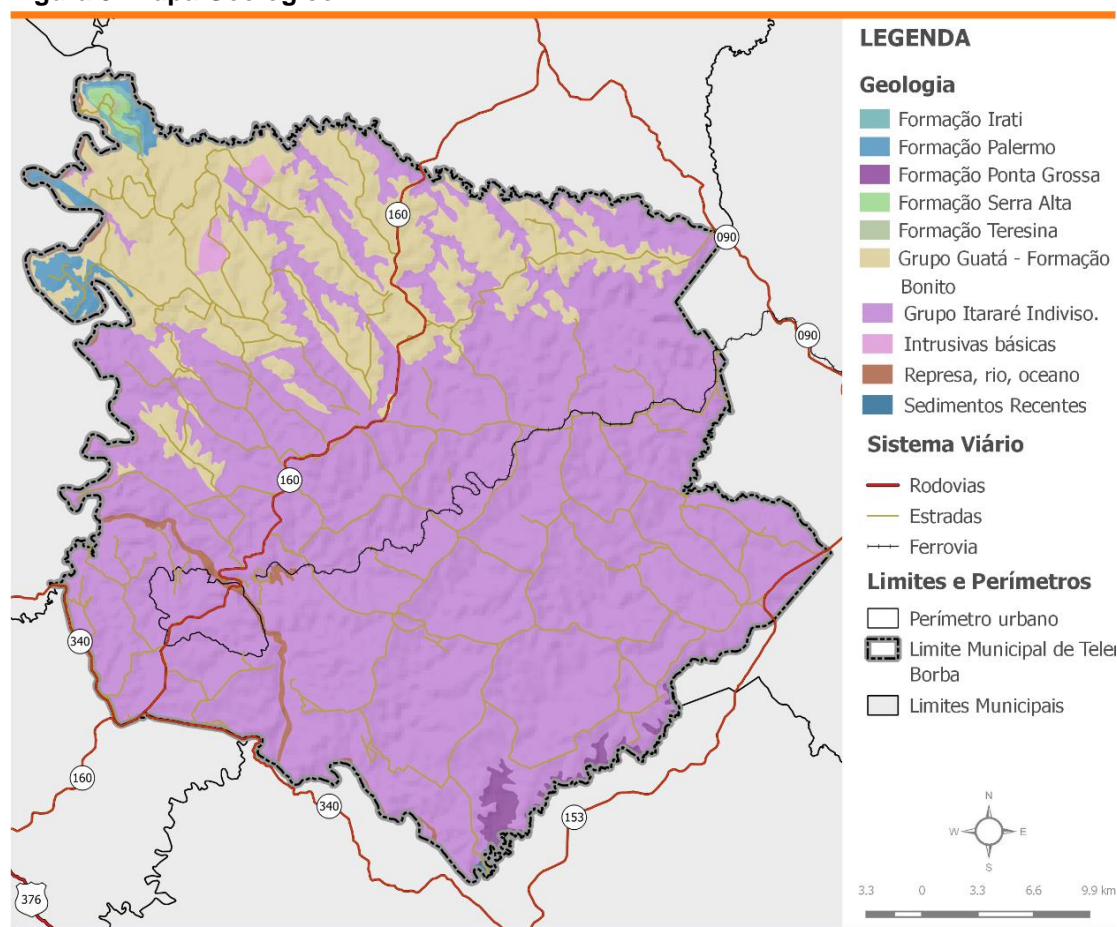 LEGENDA
Geologia
Formação Irati
Formação Palermo
Formação Ponta Grossa
Formação Serra Alta
Formação Teresina
Grupo Guatá - Formação
Bonito
Grupo Itararé Indiviso.
Intrusivas básicas
Represa, rio, oceano
Sedimentos Recentes
Sistema Viário
Rodovias
Estradas
Ferrovia
Limites e Perímetros
Perímetro urbano
Limite Municipal de Tele
Borba
Limites Municipais
N
W E
S
3.3 0 3.3 6.6 9.9 km
160
090
090
160
340
160
340
153
376